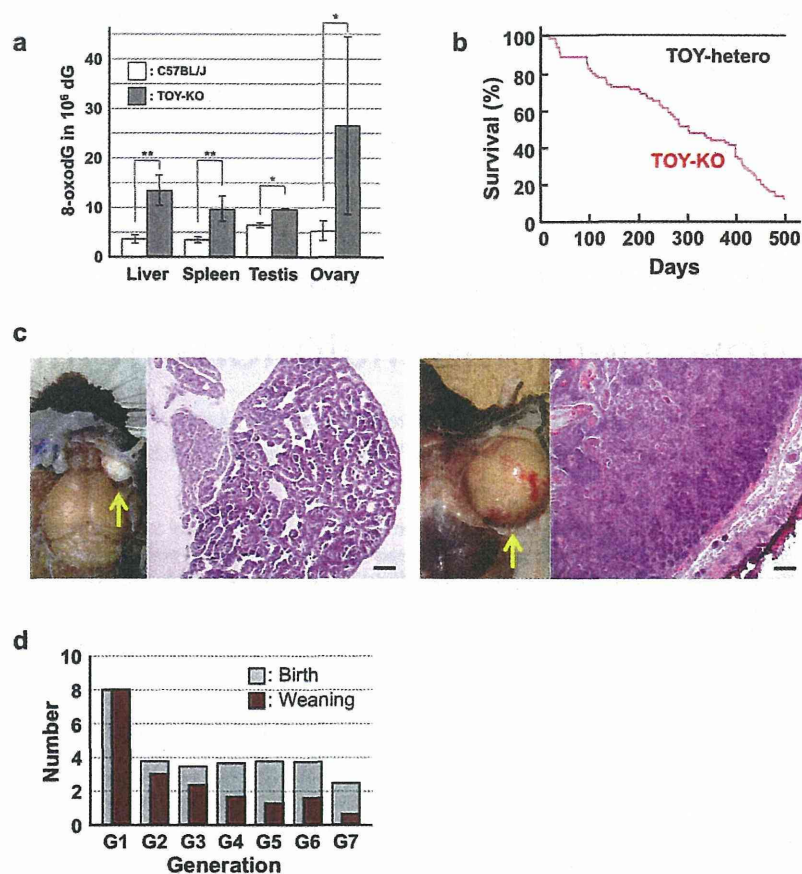 a
8-oxodG in 10⁶ dG
40
30
20
10
0
: C57BL/J
: TOY-KO
**
**
*
*
Liver Spleen Testis Ovary
b
Survival (%)
100
80
60
40
20
0
TOY-hetero
TOY-KO
0 100 200 300 400 500
Days
c
d
Number
10
8
6
4
2
0
: Birth
: Weaning
G1 G2 G3 G4 G5 G6 G7
Generation